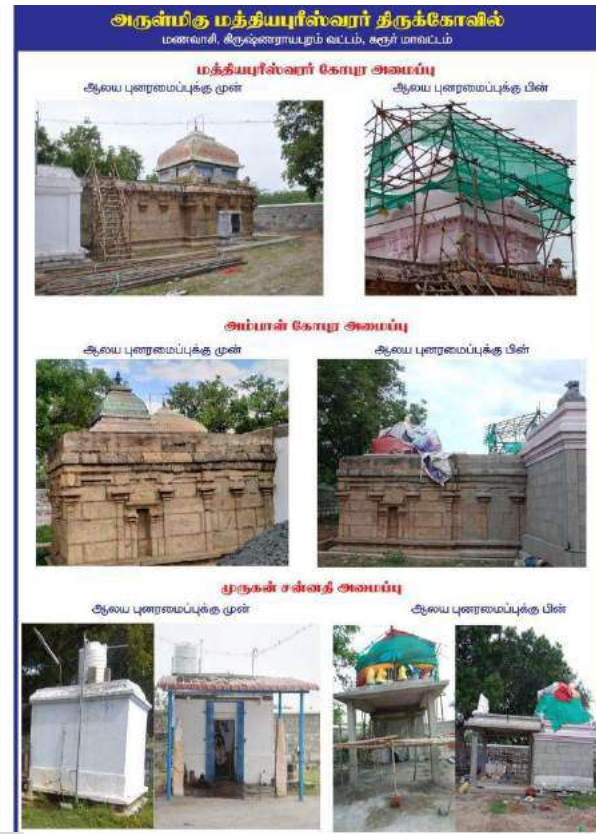 அருள்மிகு மத்தியபுரீஸ்வரர் திருக்கோவில்
மணவாசி, கிருஷ்ணராயபுரம் வட்டம், கரூர் மாவட்டம்
மத்தியபுரீஸ்வரர் கோபுர அமைப்பு
ஆலய புனரமைப்புக்கு முன்
ஆலய புனரமைப்புக்கு பின்
அம்பாள் கோபுர அமைப்பு
ஆலய புனரமைப்புக்கு முன்
ஆலய புனரமைப்புக்கு பின்
முருகன் சன்னதி அமைப்பு
ஆலய புனரமைப்புக்கு முன்
ஆலய புனரமைப்புக்கு பின்